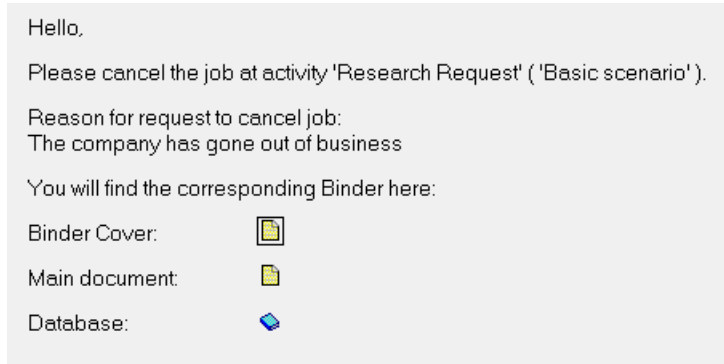 Hello,
Please cancel the job at activity 'Research Request' ( 'Basic scenario' ).
Reason for request to cancel job:
The company has gone out of business
You will find the corresponding Binder here:
Binder Cover:
Main document:
Database: